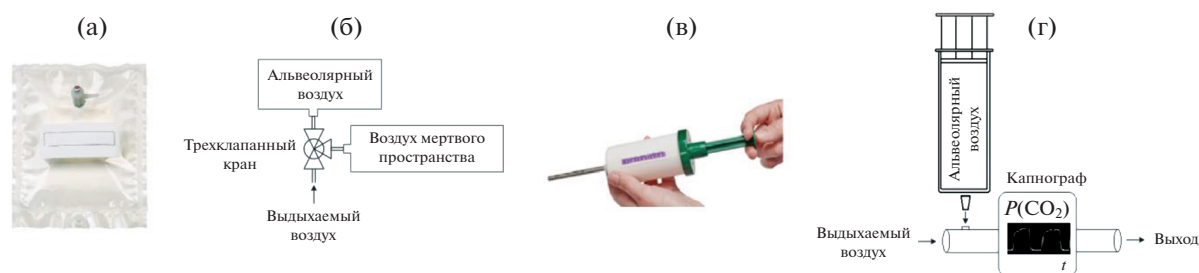 (а)
(б)
(в)
(г)
Альвеолярный
воздух
Трехклапанный
кран
Воздух мертвого
пространства
Выдыхаемый
воздух
Альвеолярный
воздух
Капнограф
P(CO₂)
t
Выдыхаемый
воздух
Выход